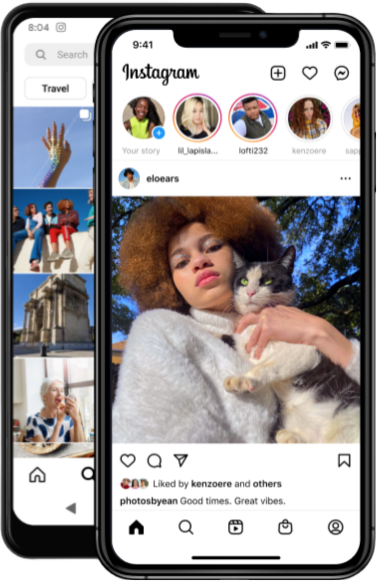 8:04
Search
Travel
9:41
Instagram
Your story
lil_lapisla...
lofti232
kenzoere
sapp
eloears
Liked by kenzoere and others
photosbyean Good times. Great vibes.